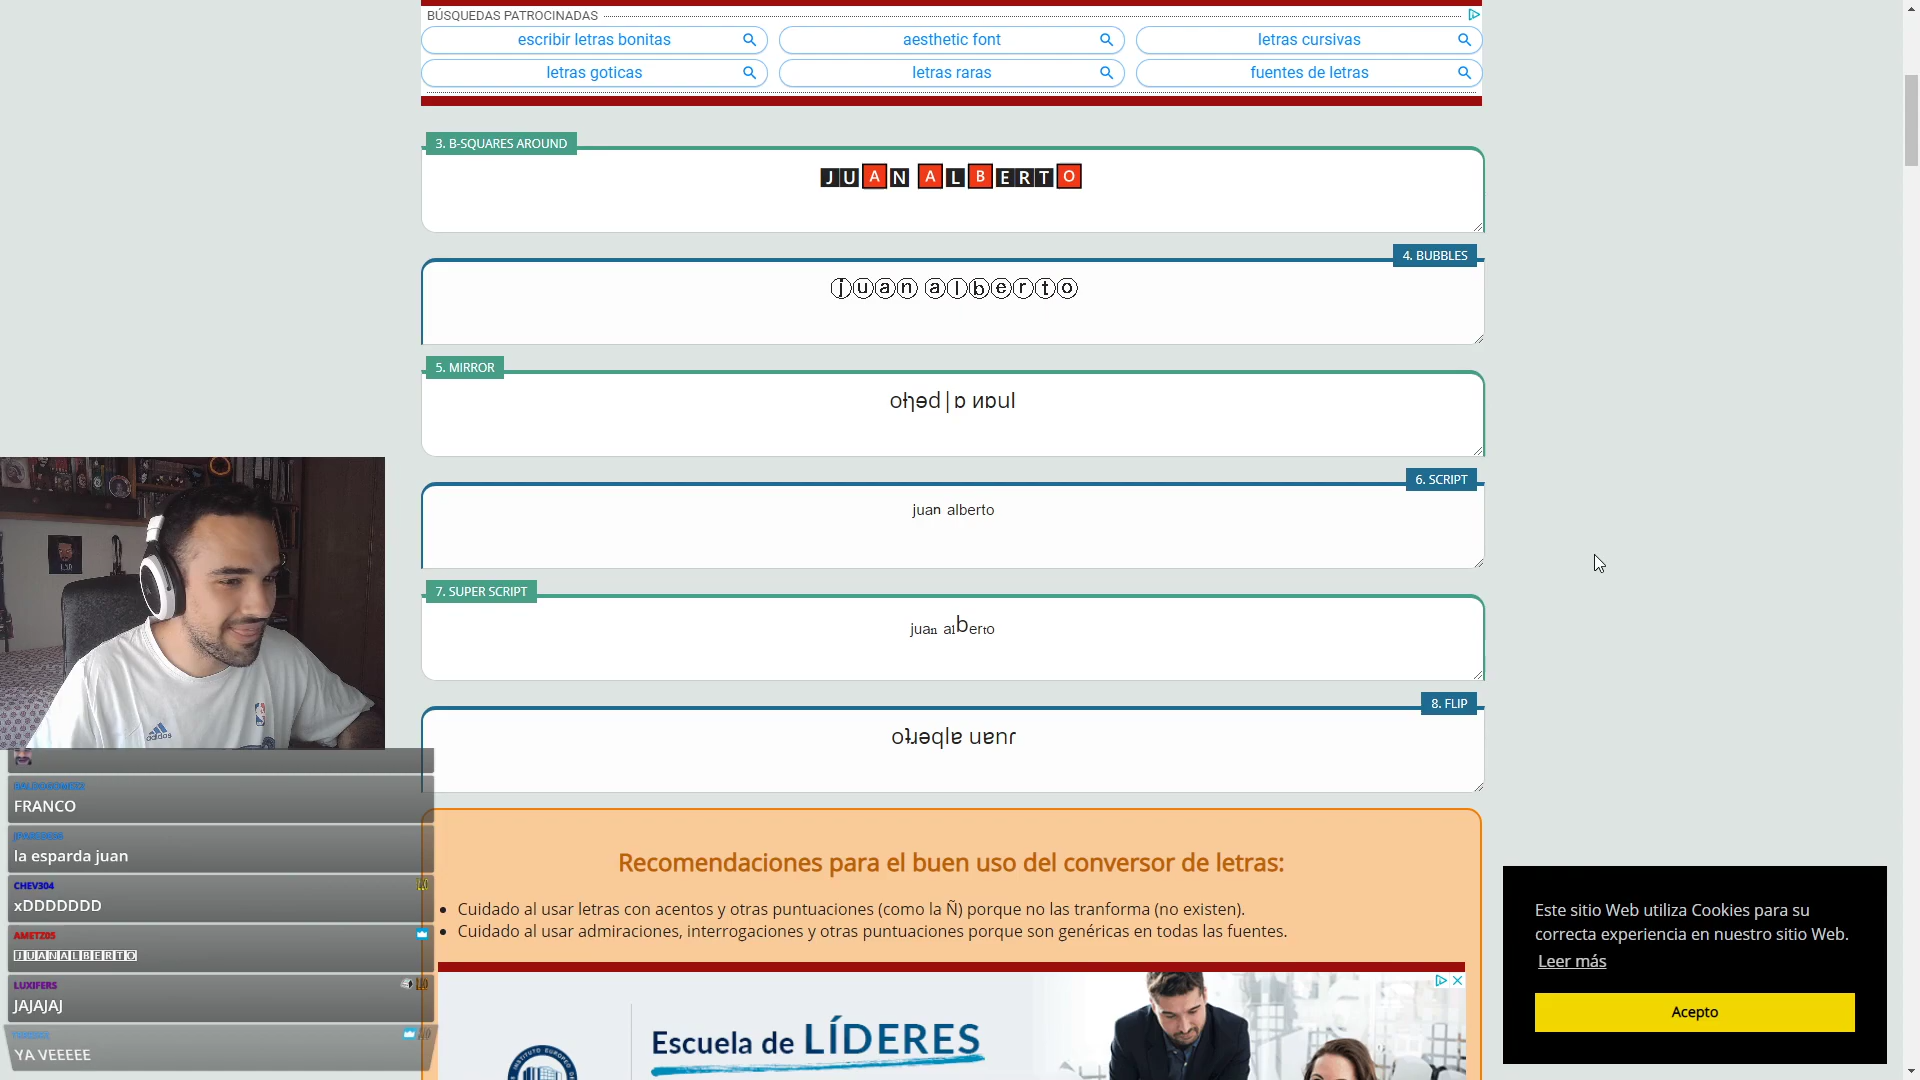 BÚSQUEDAS PATROCINADAS
escribir letras bonitas
aesthetic font
letras cursivas
letras goticas
letras raras
fuentes de letras
3. B-SQUARES AROUND
🅹🆄🅰🅽 🅰🅻🅱🅴🆁🆃🅾
4. BUBBLES
ⓙⓤⓐⓝ ⓐⓛⓑⓔⓡⓣⓞ
5. MIRROR
oɟɿɘd|ɒ иɒul
6. SCRIPT
juan alberto
7. SUPER SCRIPT
juan alberto
8. FLIP
oʇɹǝqlɐ uɐnɾ
FRANCO
la esparda juan
CHEV304
xDDDDDDD
AMETZ05
🄹🅄🄰🄽🄰🄻🄱🄴🅁🅃🄾
LUXIFERS
JAJAJAJ
YA VEEEEE
Recomendaciones para el buen uso del conversor de letras:
• Cuidado al usar letras con acentos y otras puntuaciones (como la Ñ) porque no las tranforma (no existen).
• Cuidado al usar admiraciones, interrogaciones y otras puntuaciones porque son genéricas en todas las fuentes.
Escuela de LÍDERES
Este sitio Web utiliza Cookies para su
correcta experiencia en nuestro sitio Web.
Leer más
Acepto
adidas